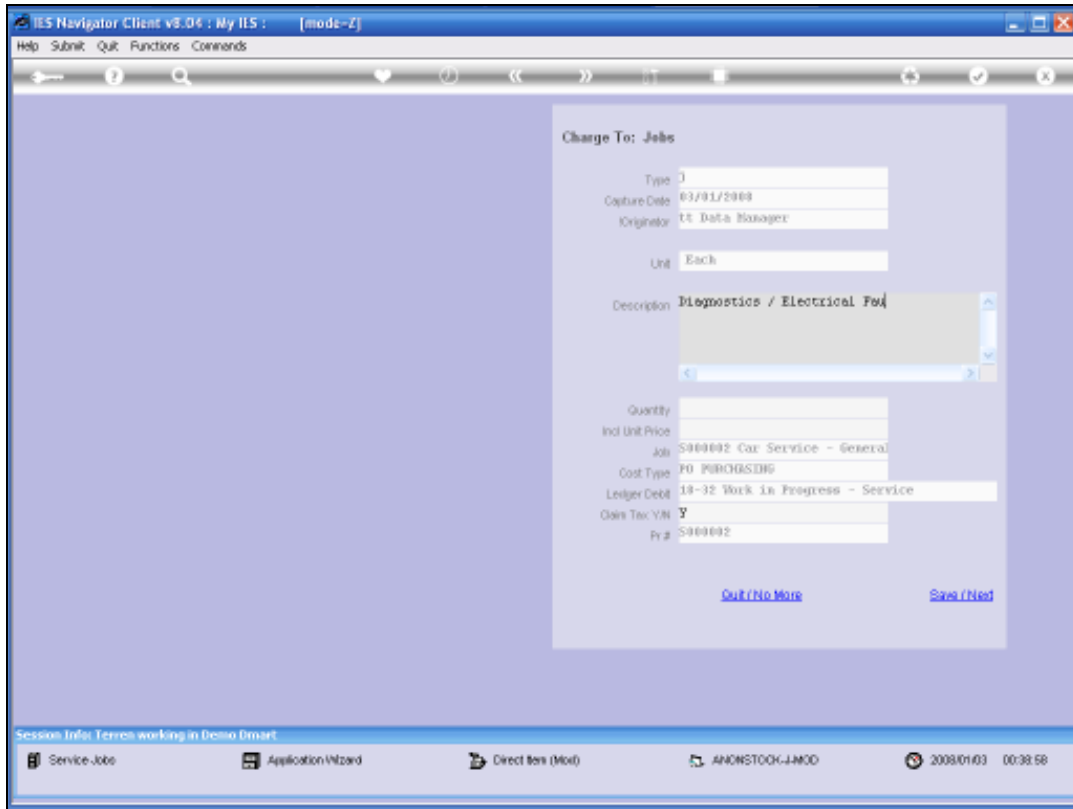 IES Navigator Client v8.04 : My IES : [mode=Z]
Help Submit Quit Functions Commands
Charge To: Jobs
Type J
Capture Date 03/01/2008
!Originator tt Data Manager
Unit Each
Description Diagnostics / Electrical Fau
Quantity
Incl Unit Price
Job S000002 Car Service - General
Cost Type PO PURCHASING
Ledger Debit 18-32 Work in Progress - Service
Claim Tax Y/N Y
Pr # S000002
Quit / No More Save / Next
Session Info: Terren working in Demo Dmart
Service Jobs Application Wizard Direct Item (Mod) ANONSTOCK-J-MOD 2008/01/03 00:38:58